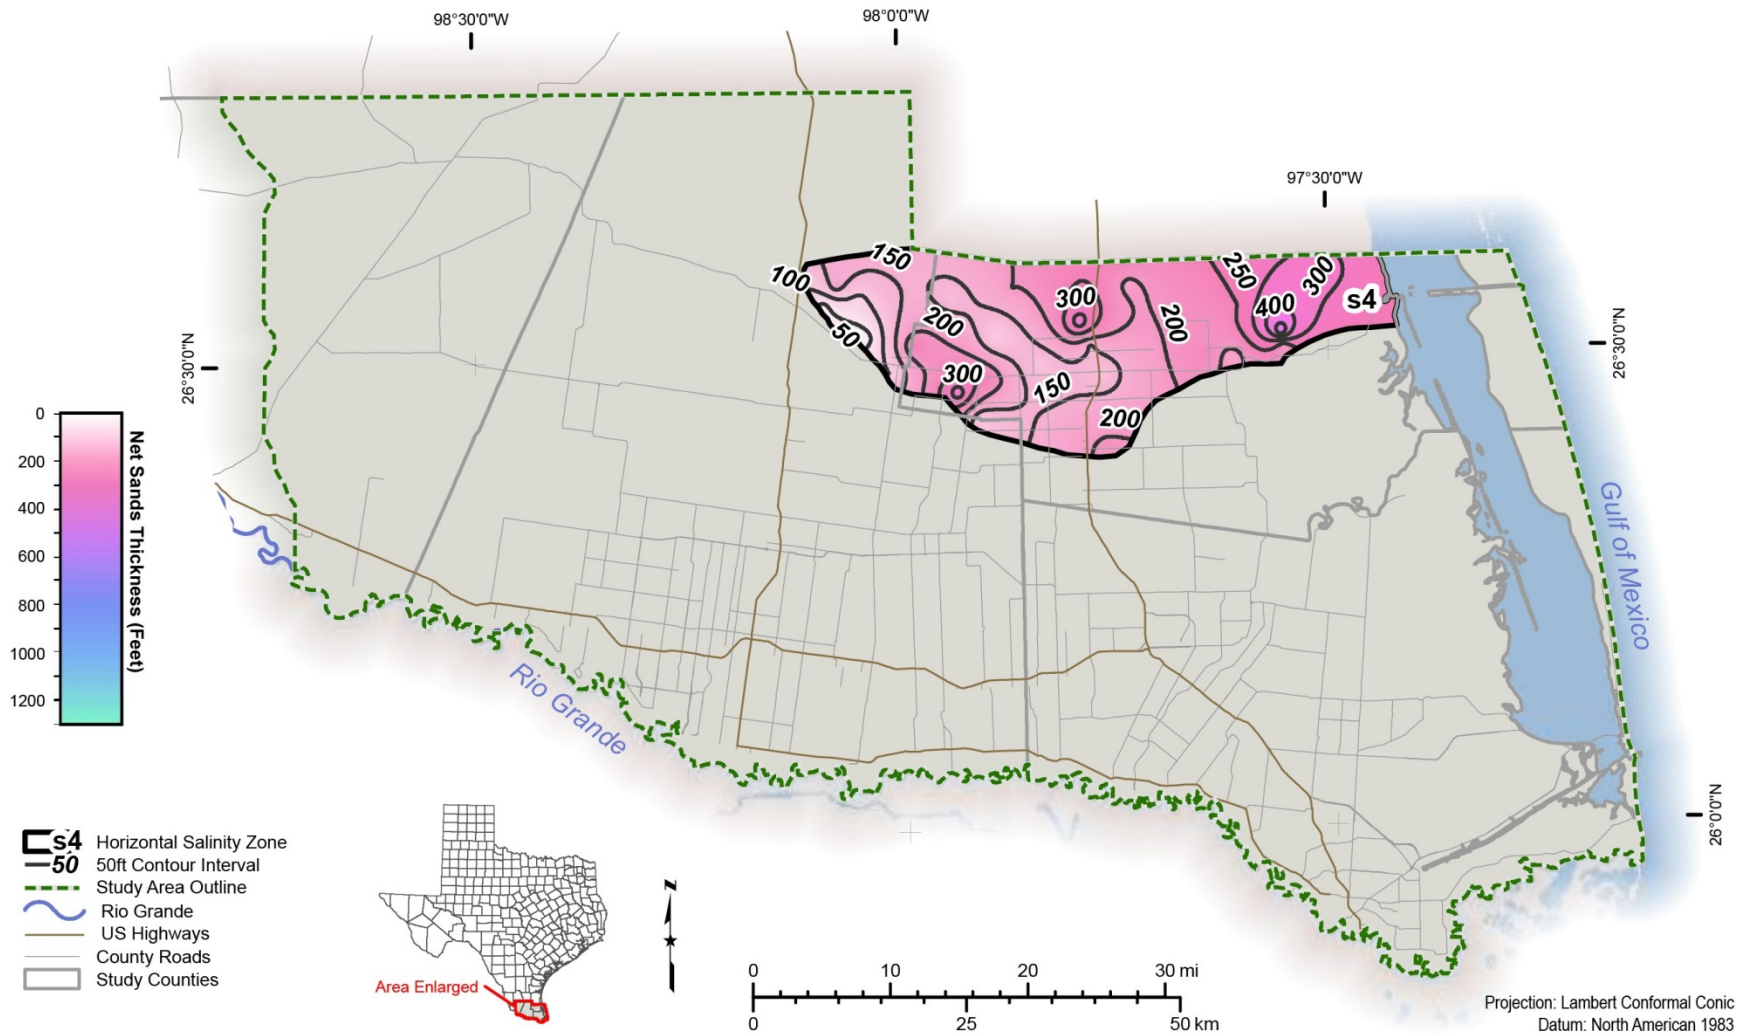 98°30'0"W
98°0'0"W
97°30'0"W
150
100
250
300
300
s4
400
50
200
200
300
150
200
26°30'0"N
26°30'0"N
0
200
400
600
800
1000
1200
Net Sands Thickness (Feet)
Gulf of Mexico
Rio Grande
26°0'0"N
s4 Horizontal Salinity Zone
50 50ft Contour Interval
Study Area Outline
Rio Grande
US Highways
County Roads
Study Counties
Area Enlarged
N
0 10 20 30 mi
0 25 50 km
Projection: Lambert Conformal Conic
Datum: North American 1983